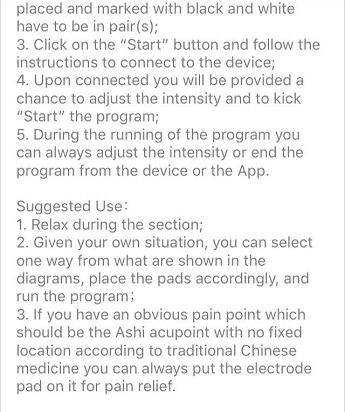 placed and marked with black and white
have to be in pair(s);
3. Click on the “Start” button and follow the
instructions to connect to the device;
4. Upon connected you will be provided a
chance to adjust the intensity and to kick
“Start” the program;
5. During the running of the program you
can always adjust the intensity or end the
program from the device or the App.

Suggested Use：
1. Relax during the section;
2. Given your own situation, you can select
one way from what are shown in the
diagrams, place the pads accordingly, and
run the program；
3. If you have an obvious pain point which
should be the Ashi acupoint with no fixed
location according to traditional Chinese
medicine you can always put the electrode
pad on it for pain relief.